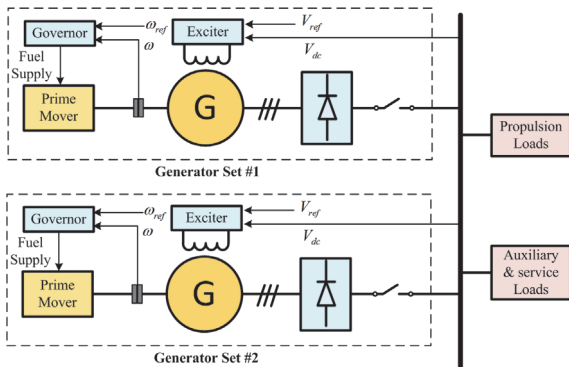 Governor
ω_ref
ω
Exciter
V_ref
V_dc
Fuel
Supply
Prime
Mover
G
Generator Set #1
Propulsion
Loads
Governor
ω_ref
ω
Exciter
V_ref
V_dc
Fuel
Supply
Prime
Mover
G
Generator Set #2
Auxiliary
& service
Loads